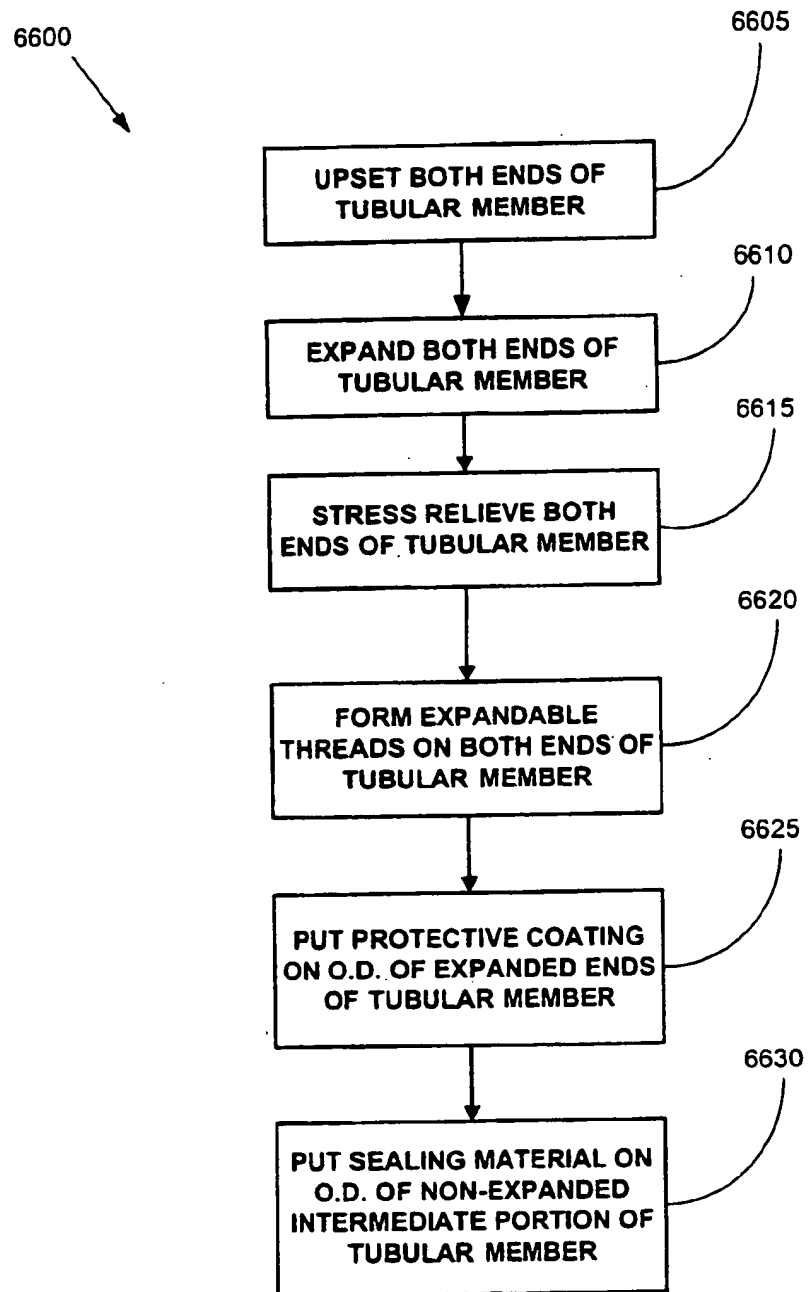 6600
6605
UPSET BOTH ENDS OF
TUBULAR MEMBER
6610
EXPAND BOTH ENDS OF
TUBULAR MEMBER
6615
STRESS RELIEVE BOTH
ENDS OF TUBULAR MEMBER
6620
FORM EXPANDABLE
THREADS ON BOTH ENDS OF
TUBULAR MEMBER
6625
PUT PROTECTIVE COATING
ON O.D. OF EXPANDED ENDS
OF TUBULAR MEMBER
6630
PUT SEALING MATERIAL ON
O.D. OF NON-EXPANDED
INTERMEDIATE PORTION OF
TUBULAR MEMBER